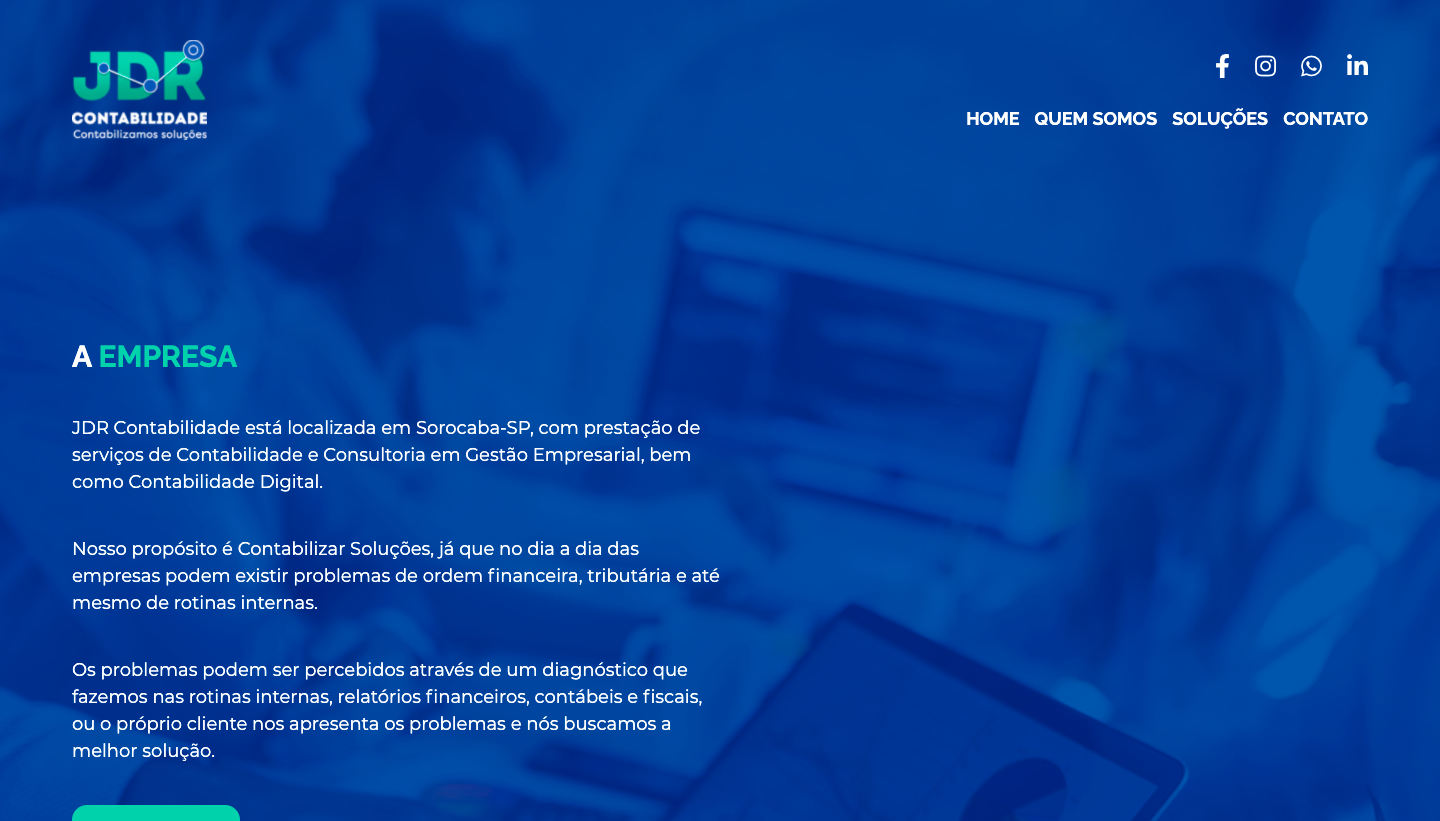 JDR
CONTABILIDADE
Contabilizamos soluções
HOME QUEM SOMOS SOLUÇÕES CONTATO
A EMPRESA
JDR Contabilidade está localizada em Sorocaba-SP, com prestação de
serviços de Contabilidade e Consultoria em Gestão Empresarial, bem
como Contabilidade Digital.
Nosso propósito é Contabilizar Soluções, já que no dia a dia das
empresas podem existir problemas de ordem financeira, tributária e até
mesmo de rotinas internas.
Os problemas podem ser percebidos através de um diagnóstico que
fazemos nas rotinas internas, relatórios financeiros, contábeis e fiscais,
ou o próprio cliente nos apresenta os problemas e nós buscamos a
melhor solução.